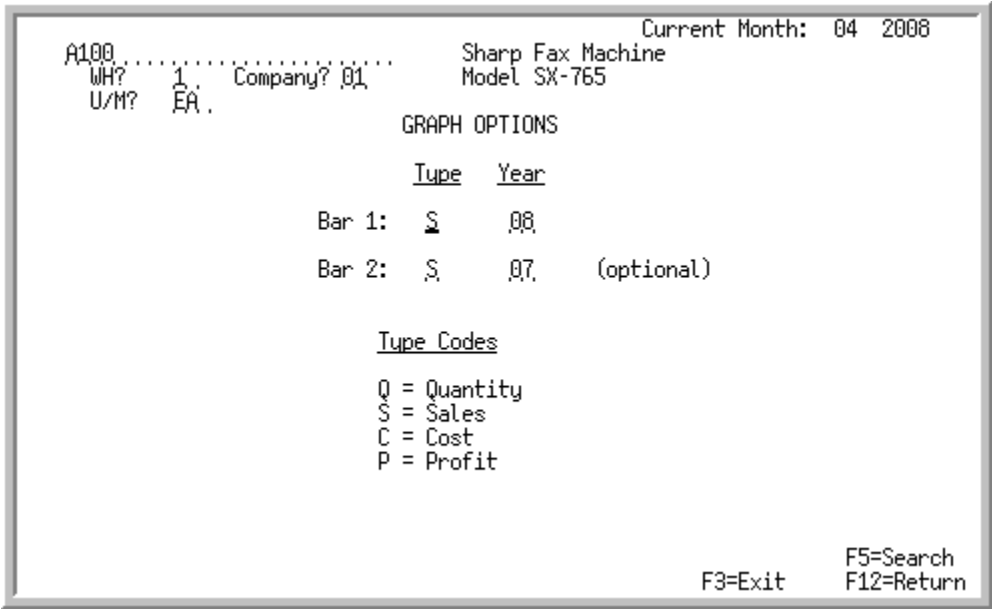 Current Month: 04 2008
A100 Sharp Fax Machine
WH? 1 Company? 01 Model SX-765
U/M? EA
GRAPH OPTIONS
Type Year
Bar 1: S 08
Bar 2: S 07 (optional)
Type Codes
Q = Quantity
S = Sales
C = Cost
P = Profit
F5=Search
F3=Exit F12=Return